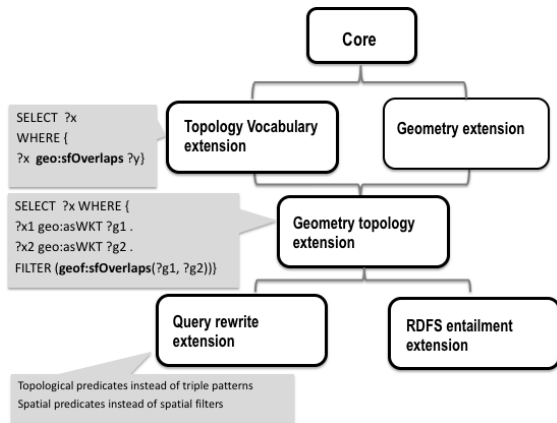 Core
SELECT ?x
WHERE {
?x geo:sfOverlaps ?y}
Topology Vocabulary
extension
Geometry extension
SELECT ?x WHERE {
?x1 geo:asWKT ?g1 .
?x2 geo:asWKT ?g2 .
FILTER (geof:sfOverlaps(?g1, ?g2))}
Geometry topology
extension
Query rewrite
extension
RDFS entailment
extension
Topological predicates instead of triple patterns
Spatial predicates instead of spatial filters